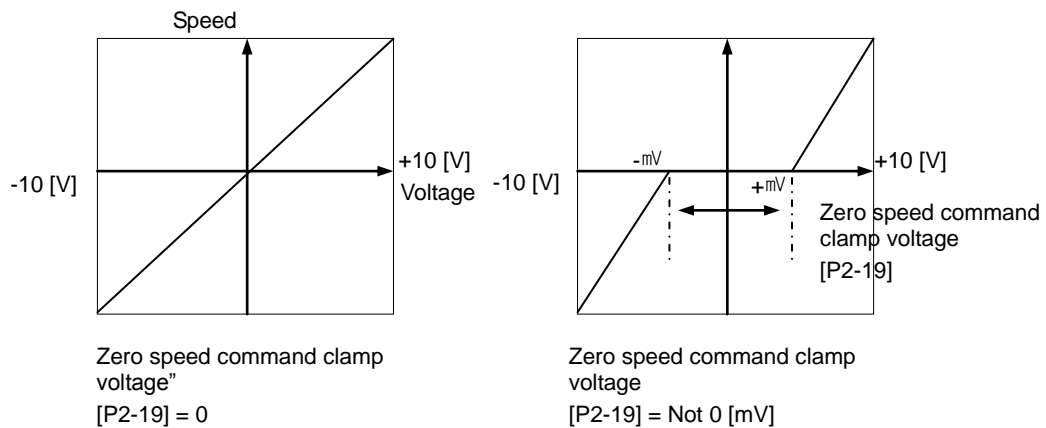 Speed
-10 [V]
+10 [V]
Voltage
Zero speed command clamp
voltage”
[P2-19] = 0
-㎷
+㎷
-10 [V]
+10 [V]
Zero speed command
clamp voltage
[P2-19]
Zero speed command clamp
voltage
[P2-19] = Not 0 [mV]